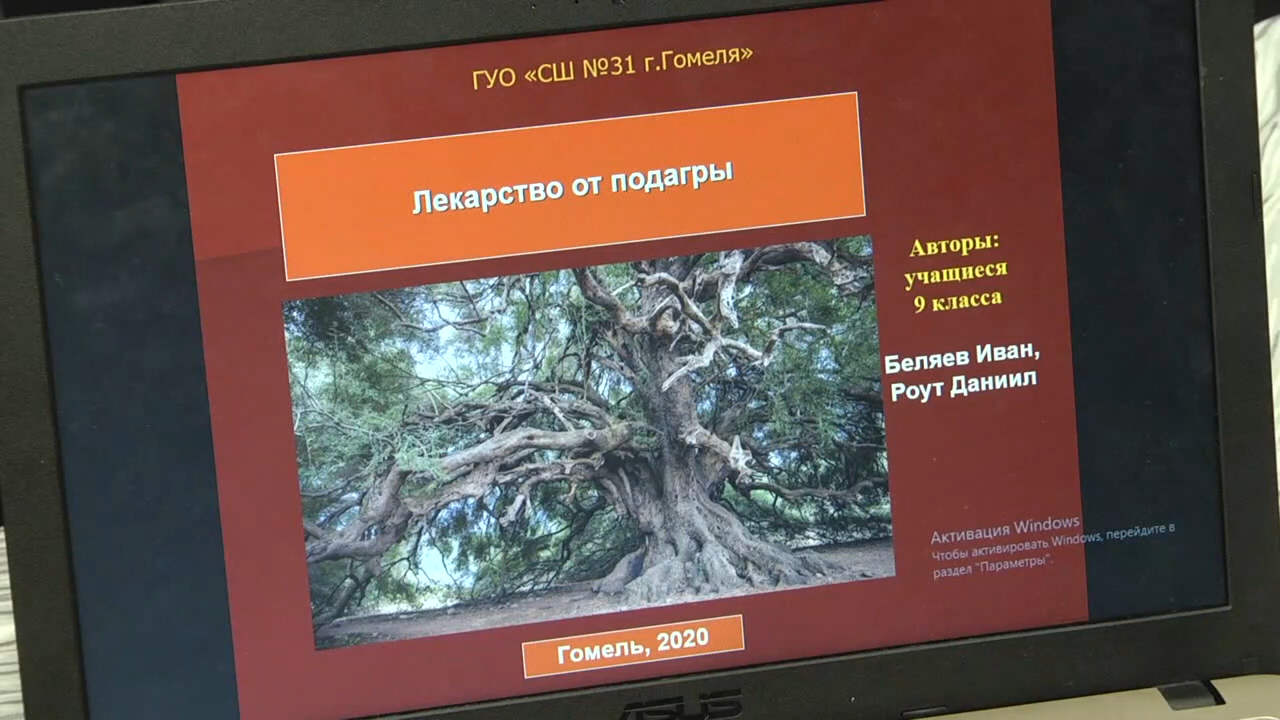 ГУО «СШ №31 г.Гомеля»
Лекарство от подагры
Авторы:
учащиеся
9 класса
Беляев Иван,
Роут Даниил
Активация Windows
Чтобы активировать Windows, перейдите в
раздел "Параметры".
Гомель, 2020
ASUS